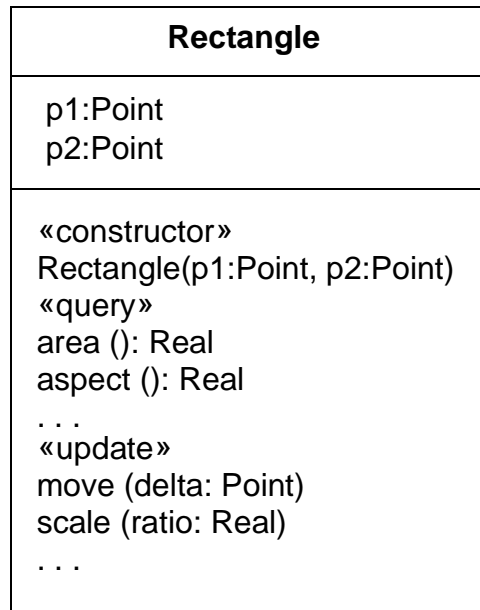 Rectangle
p1:Point
p2:Point
«constructor»
Rectangle(p1:Point, p2:Point)
«query»
area (): Real
aspect (): Real
. . .
«update»
move (delta: Point)
scale (ratio: Real)
. . .